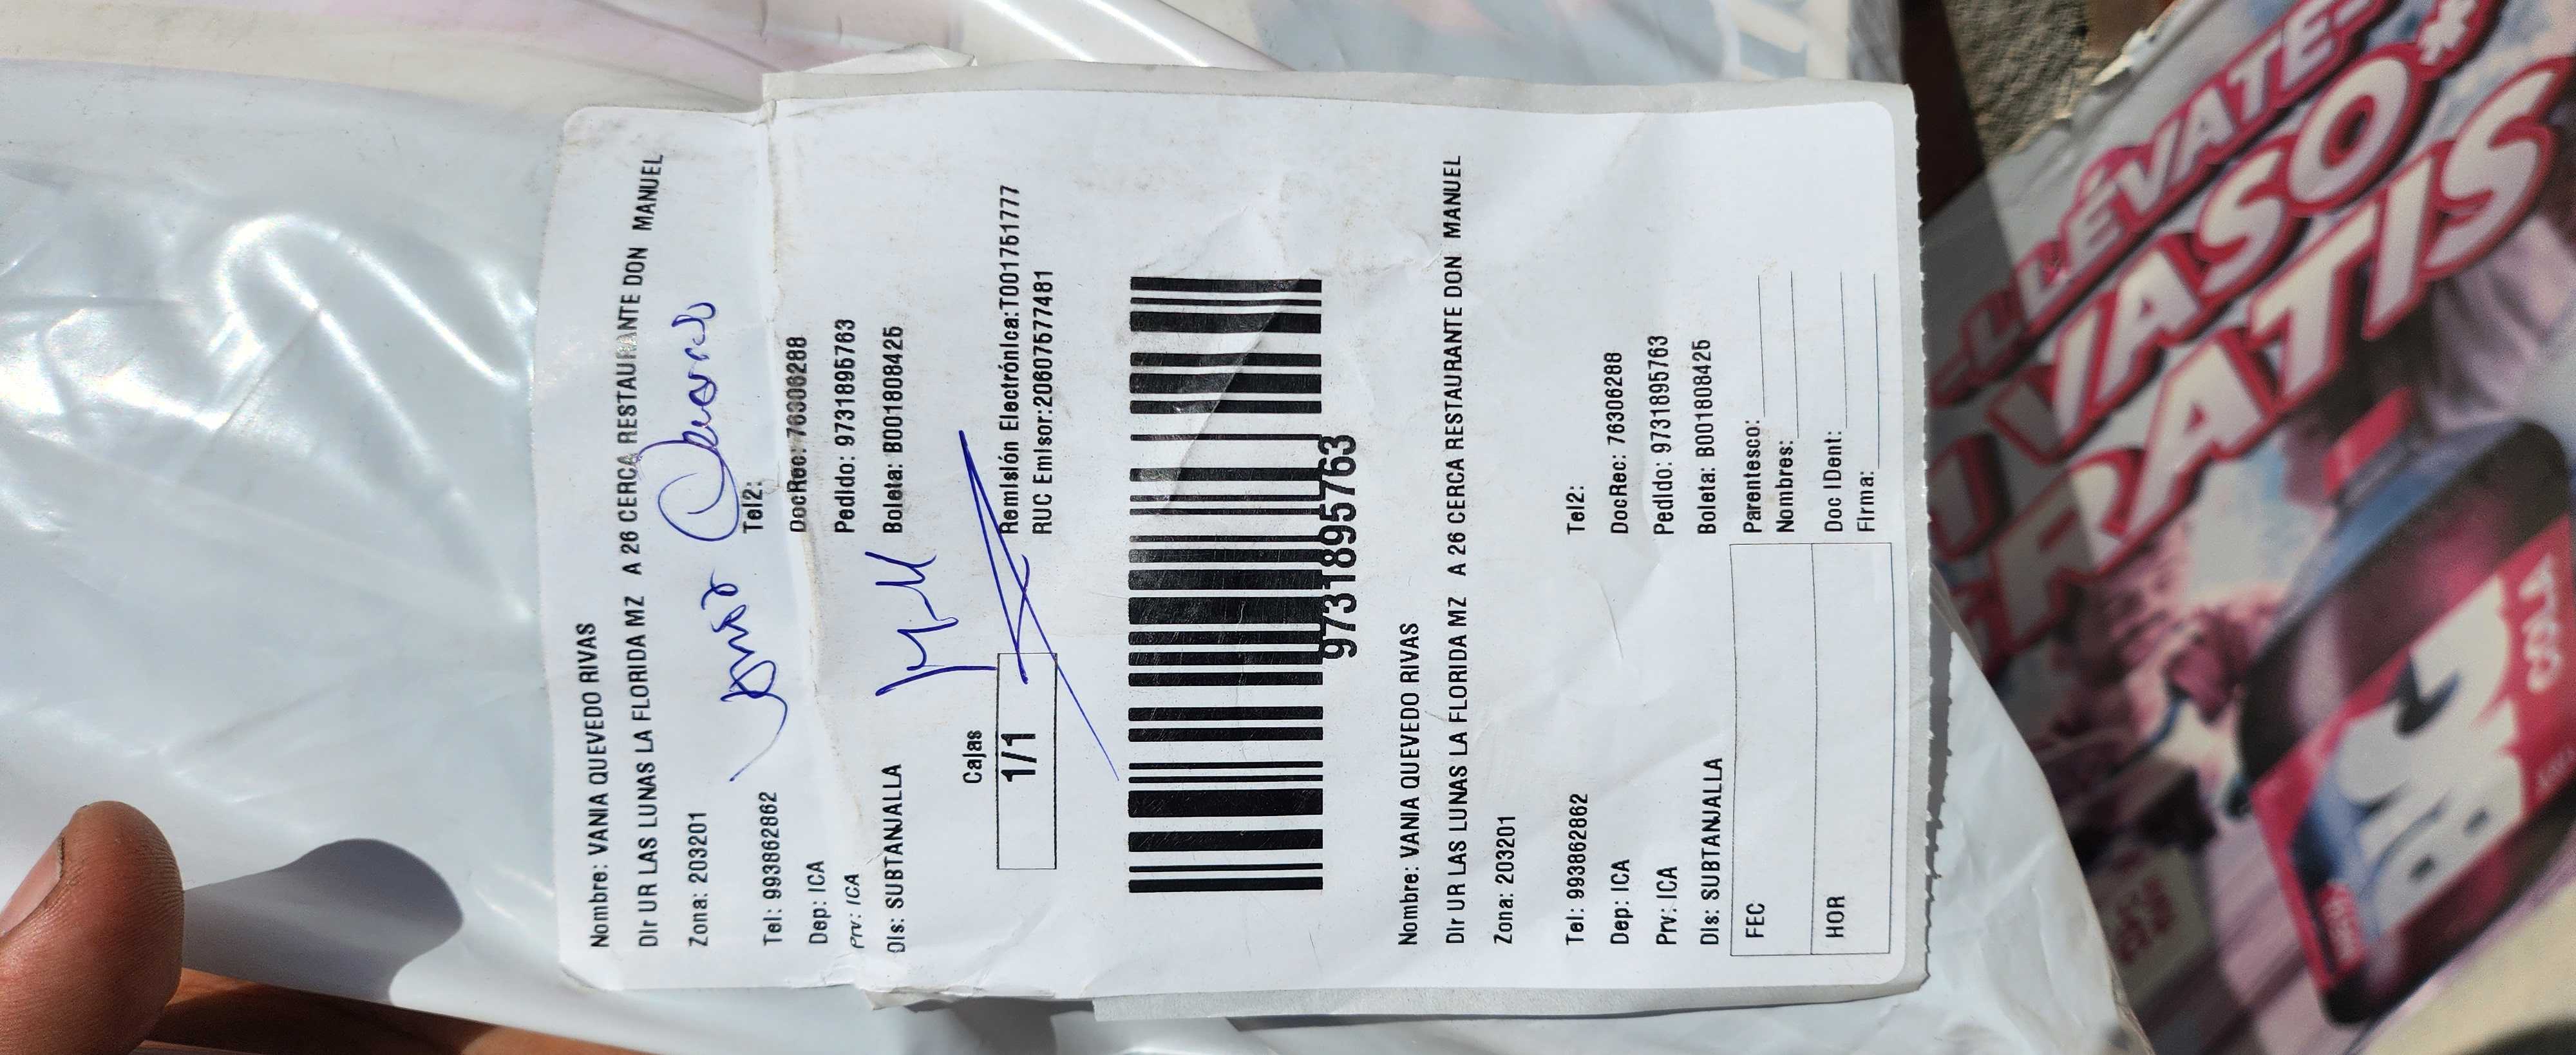 Nombre: VANIA QUEVEDO RIVAS
Dir UR LAS LUNAS LA FLORIDA MZ A 26 CERCA RESTAURANTE DON MANUEL
Zona: 203201
Tel: 993862862 Tel2:
Dep: ICA DocRec: 76306288
Prv: ICA Pedido: 97318957​63
Dis: SUBTANJALLA Boleta: B001808425
Cajas
1/1
Remisión Electrónica:T001751777
RUC Emisor:20607577481
9731895763
Nombre: VANIA QUEVEDO RIVAS
Dir UR LAS LUNAS LA FLORIDA MZ A 26 CERCA RESTAURANTE DON MANUEL
Zona: 203201
Tel: 993862862 Tel2:
Dep: ICA DocRec: 76306288
Prv: ICA Pedido: 9731895763
Dis: SUBTANJALLA Boleta: B001808425
FEC
HOR
Parentesco:
Nombres:
Doc IDent:
Firma:
LLÉVATE
VASO*
GRATIS
COLA